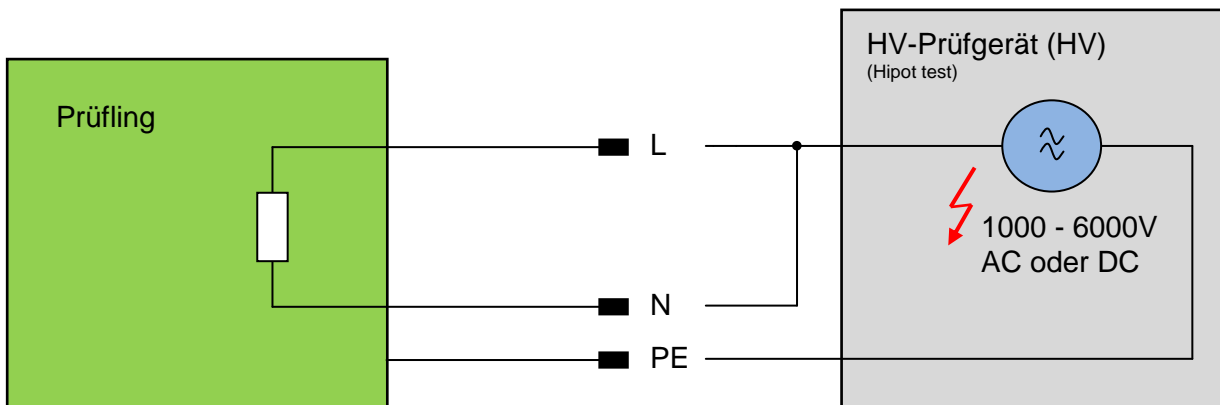 HV-Prüfgerät (HV)
(Hipot test)
Prüfling
L
1000 - 6000V
AC oder DC
N
PE